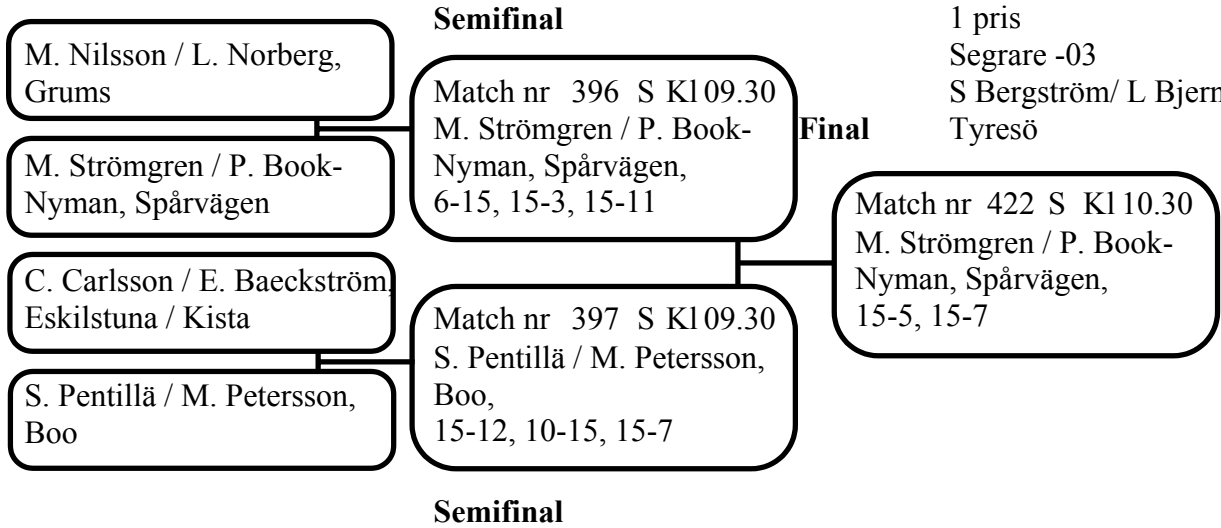 Semifinal
1 pris
Segrare -03
S Bergström/ L Bjern
Tyresö
M. Nilsson / L. Norberg,
Grums
M. Strömgren / P. Book-
Nyman, Spårvägen
C. Carlsson / E. Baeckström,
Eskilstuna / Kista
S. Pentillä / M. Petersson,
Boo
Match nr 396 S Kl 09.30
M. Strömgren / P. Book-
Nyman, Spårvägen,
6-15, 15-3, 15-11
Match nr 397 S Kl 09.30
S. Pentillä / M. Petersson,
Boo,
15-12, 10-15, 15-7
Final
Match nr 422 S Kl 10.30
M. Strömgren / P. Book-
Nyman, Spårvägen,
15-5, 15-7
Semifinal